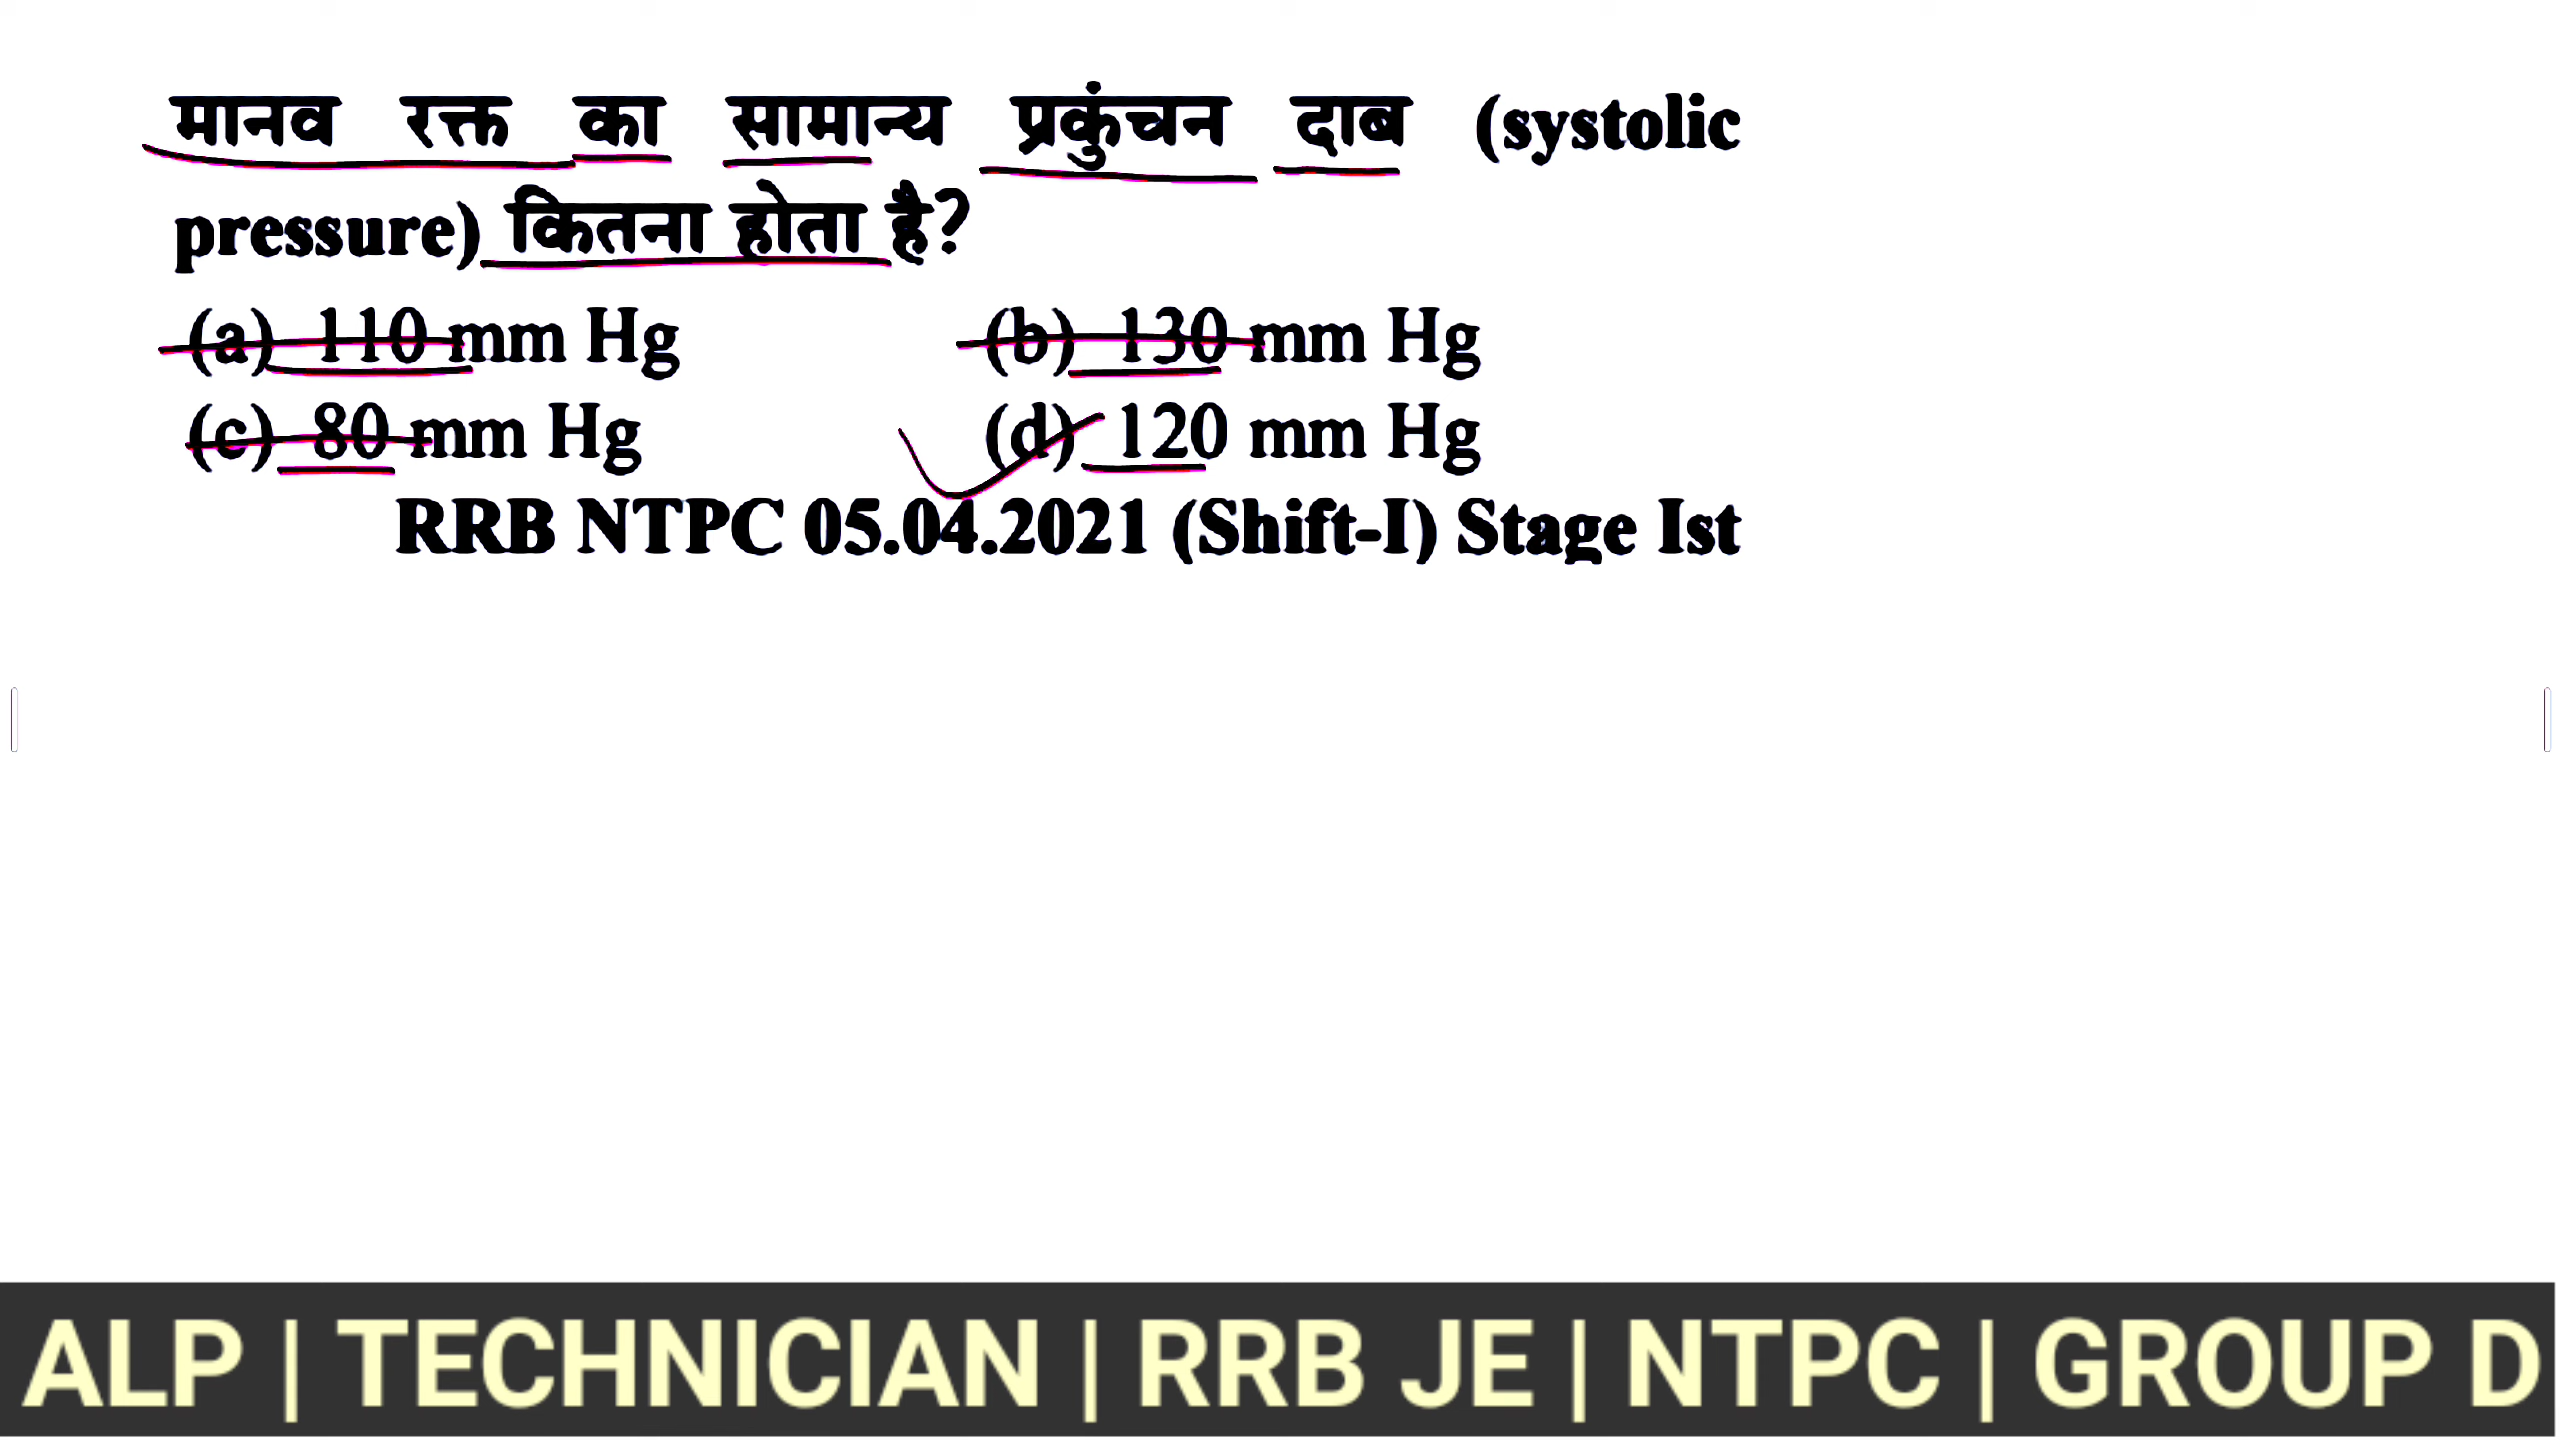 मानव रक्त का सामान्य प्रकुंचन दाब (systolic
pressure) कितना होता है?
(a) 110 mm Hg (b) 130 mm Hg
(c) 80 mm Hg (d) 120 mm Hg
RRB NTPC 05.04.2021 (Shift-I) Stage Ist
ALP | TECHNICIAN | RRB JE | NTPC | GROUP D